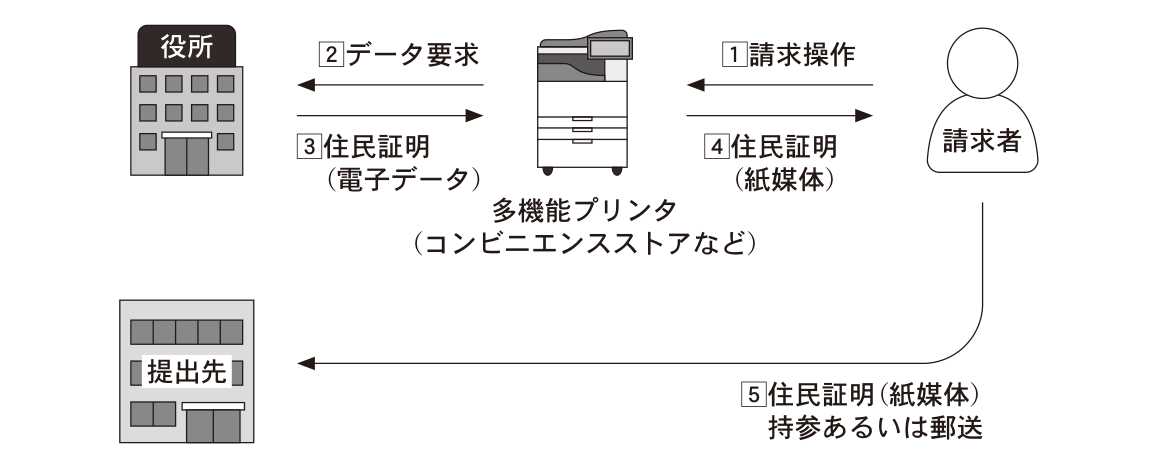 役所
2データ要求
3住民証明
（電子データ）
多機能プリンタ
（コンビニエンスストアなど）
1請求操作
4住民証明
（紙媒体）
請求者
提出先
5住民証明（紙媒体）
持参あるいは郵送